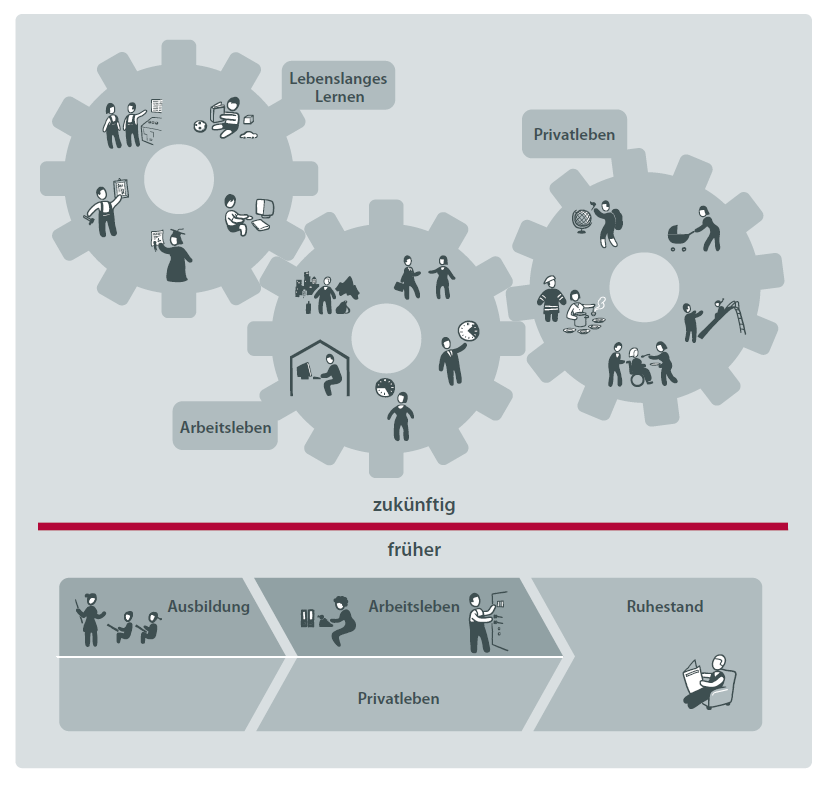 Lebenslanges
Lernen
Privatleben
Arbeitsleben
zukünftig
früher
Ausbildung
Arbeitsleben
Ruhestand
Privatleben